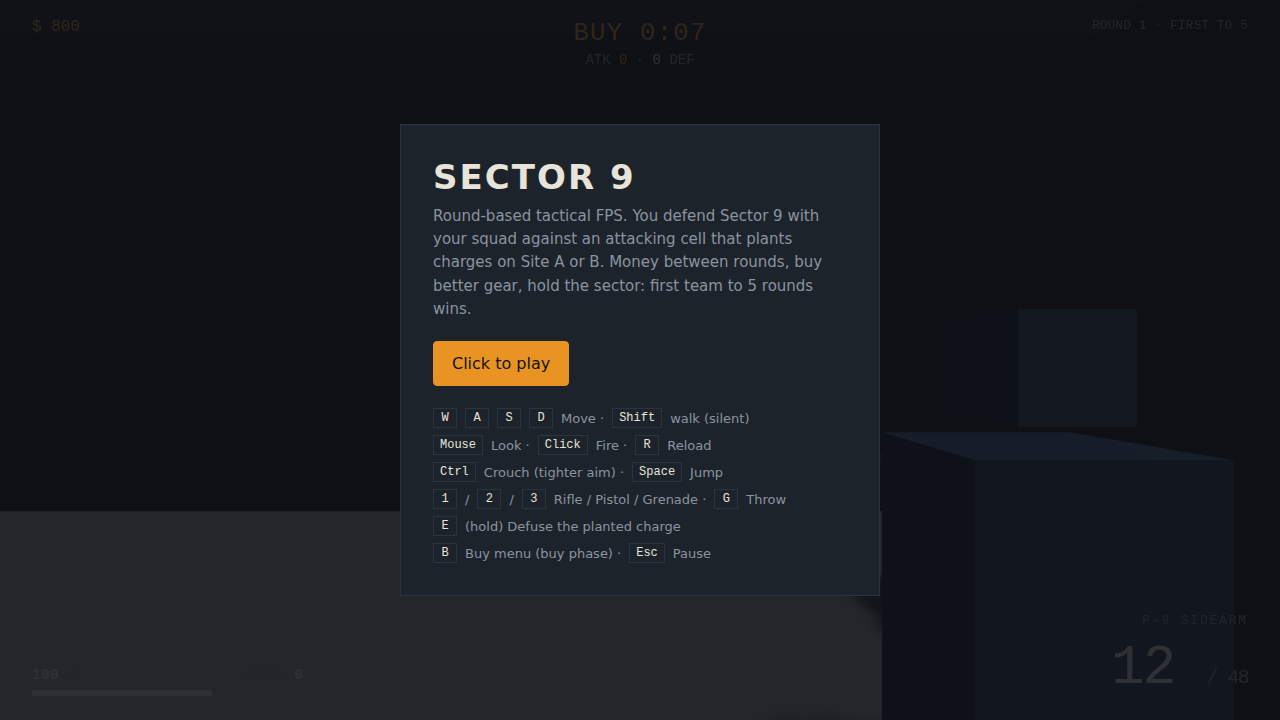 $ 800
BUY 0:07
ATK 0 · 0 DEF
ROUND 1 · FIRST TO 5
SECTOR 9
Round-based tactical FPS. You defend Sector 9 with
your squad against an attacking cell that plants
charges on Site A or B. Money between rounds, buy
better gear, hold the sector: first team to 5 rounds
wins.
Click to play
W A S D Move · Shift walk (silent)
Mouse Look · Click Fire · R Reload
Ctrl Crouch (tighter aim) · Space Jump
1 / 2 / 3 Rifle / Pistol / Grenade · G Throw
E (hold) Defuse the planted charge
B Buy menu (buy phase) · Esc Pause
P-9 SIDEARM
12 / 48
100 0